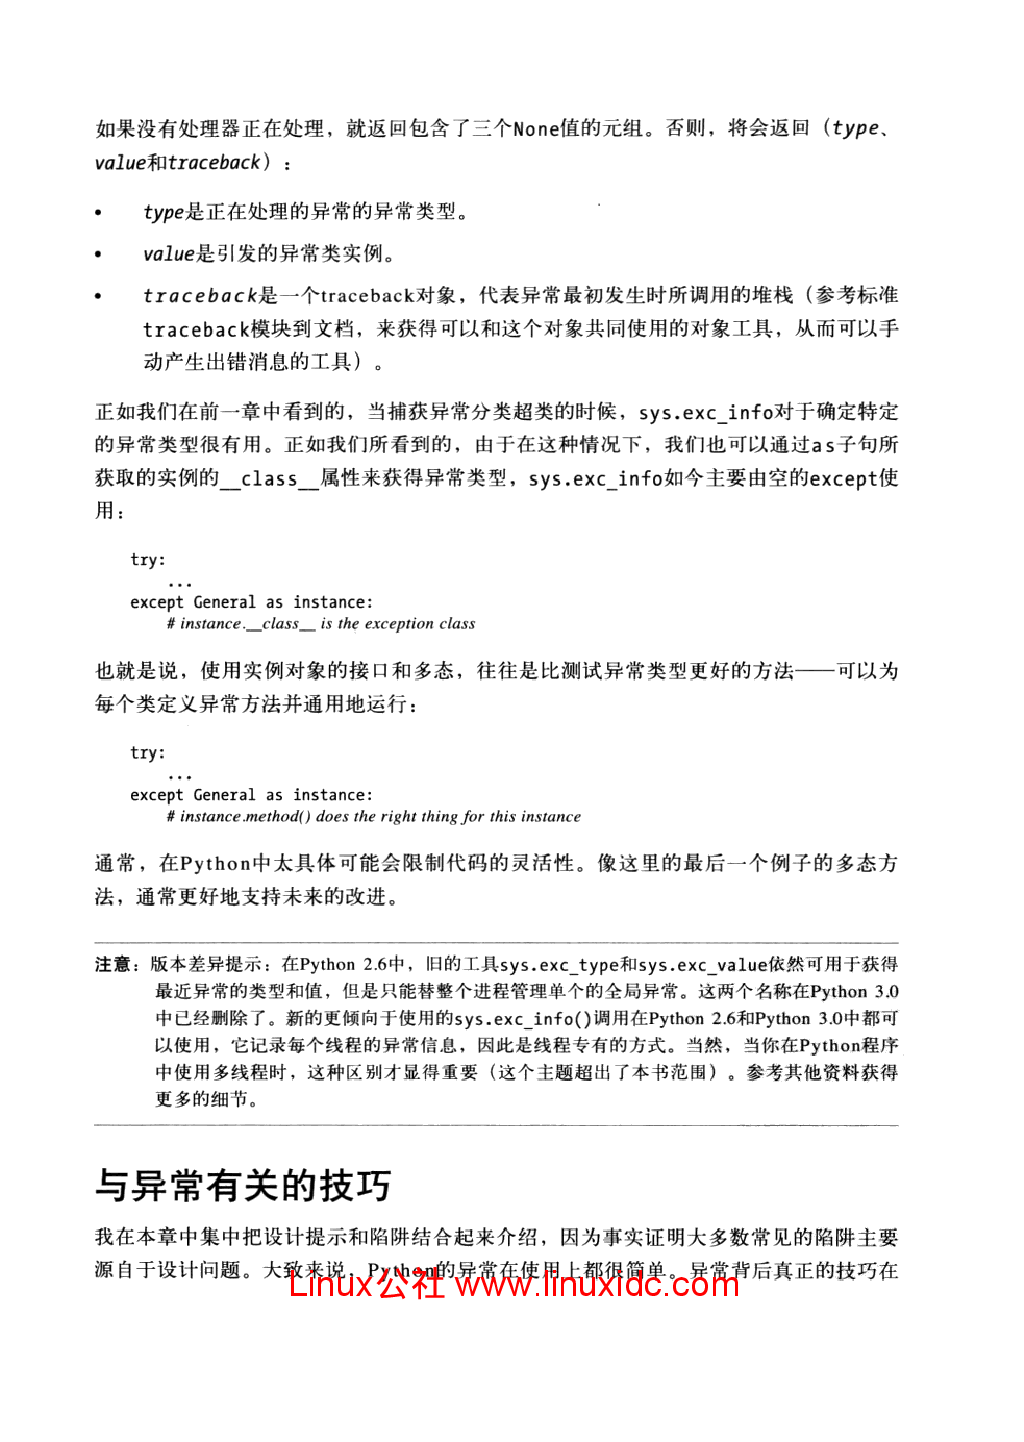 如果没有处理器正在处理，就返回包含了三个None值的元组。否则，将会返回（type、
value和traceback）：
• type是正在处理的异常的异常类型。
• value是引发的异常类实例。
• traceback是一个traceback对象，代表异常最初发生时所调用的堆栈（参考标准
traceback模块到文档，来获得可以和这个对象共同使用的对象工具，从而可以手
动产生出错消息的工具）。
正如我们在前一章中看到的，当捕获异常分类超类的时候，sys.exc_info对于确定特定
的异常类型很有用。正如我们所看到的，由于在这种情况下，我们也可以通过as子句所
获取的实例的__class__属性来获得异常类型，sys.exc_info如今主要由空的except使
用：
try:
...
except General as instance:
# instance.__class__ is the exception class
也就是说，使用实例对象的接口和多态，往往是比测试异常类型更好的方法——可以为
每个类定义异常方法并通用地运行：
try:
...
except General as instance:
# instance.method() does the right thing for this instance
通常，在Python中太具体可能会限制代码的灵活性。像这里的最后一个例子的多态方
法，通常更好地支持未来的改进。
注意：版本差异提示：在Python 2.6中，旧的工具sys.exc_type和sys.exc_value依然可用于获得
最近异常的类型和值，但是只能替整个进程管理单个的全局异常。这两个名称在Python 3.0
中已经删除了。新的更倾向于使用的sys.exc_info()调用在Python 2.6和Python 3.0中都可
以使用，它记录每个线程的异常信息，因此是线程专有的方式。当然，当你在Python程序
中使用多线程时，这种区别才显得重要（这个主题超出了本书范围）。参考其他资料获得
更多的细节。
与异常有关的技巧
我在本章中集中把设计提示和陷阱结合起来介绍，因为事实证明大多数常见的陷阱主要
源自于设计问题。大致来说，Python的异常在使用上都很简单。异常背后真正的技巧在
Linux公社 www.linuxidc.com